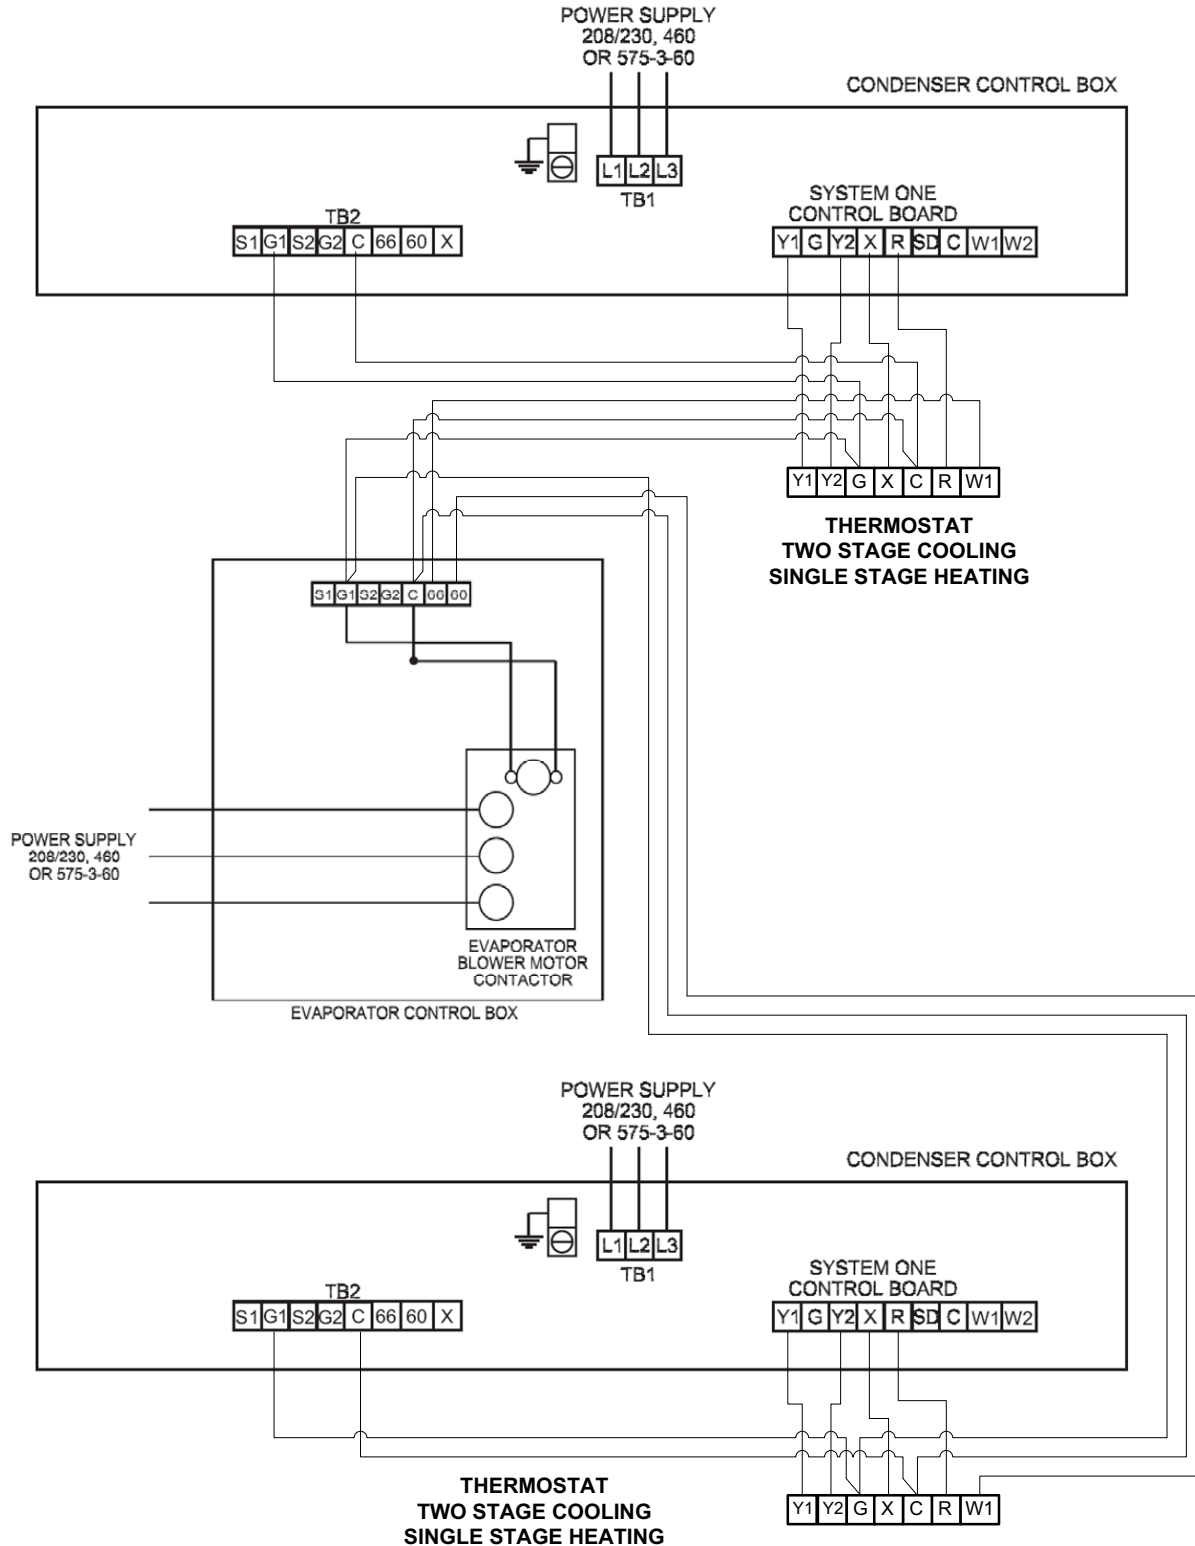 POWER SUPPLY
208/230, 460
OR 575-3-60
CONDENSER CONTROL BOX
L1 L2 L3
TB1
SYSTEM ONE
CONTROL BOARD
TB2
S1 G1 S2 G2 C 66 60 X
Y1 G Y2 X R SD C W1 W2
Y1 Y2 G X C R W1
THERMOSTAT
TWO STAGE COOLING
SINGLE STAGE HEATING
S1 G1 S2 G2 C 66 60
POWER SUPPLY
208/230, 460
OR 575-3-60
EVAPORATOR
BLOWER MOTOR
CONTACTOR
EVAPORATOR CONTROL BOX
POWER SUPPLY
208/230, 460
OR 575-3-60
CONDENSER CONTROL BOX
L1 L2 L3
TB1
SYSTEM ONE
CONTROL BOARD
TB2
S1 G1 S2 G2 C 66 60 X
Y1 G Y2 X R SD C W1 W2
THERMOSTAT
TWO STAGE COOLING
SINGLE STAGE HEATING
Y1 Y2 G X C R W1